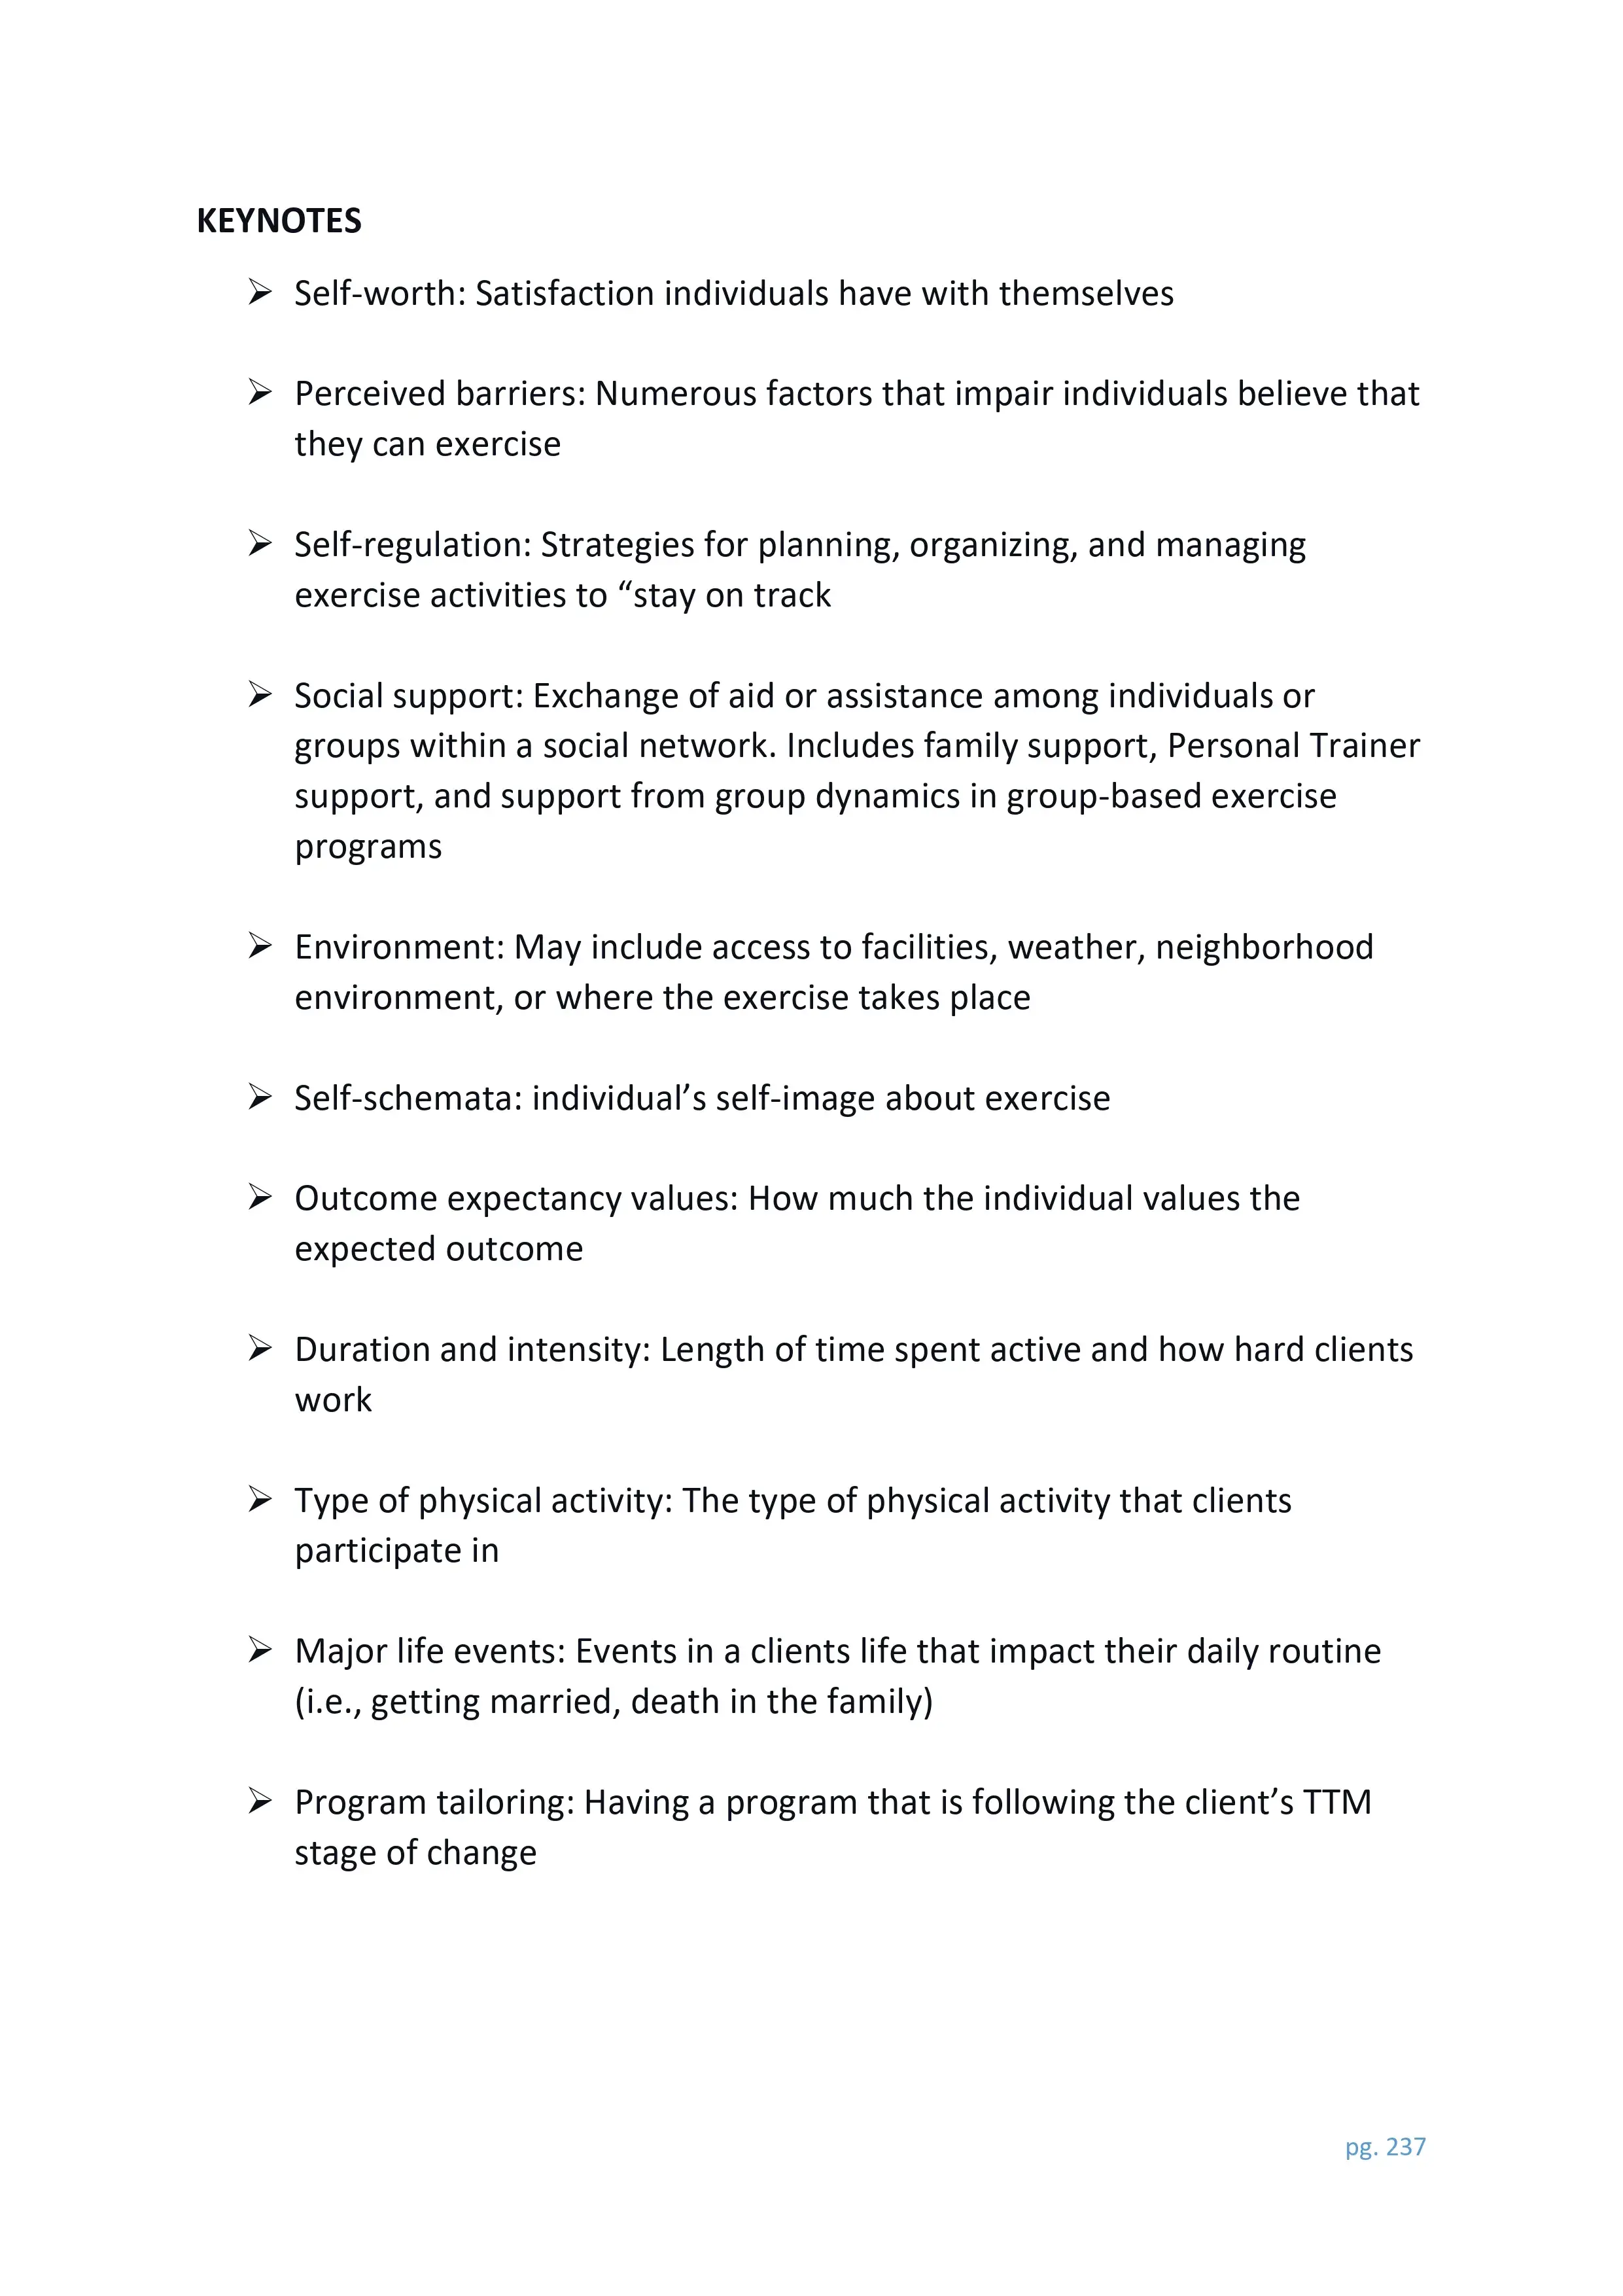 KEYNOTES
➢ Self-worth: Satisfaction individuals have with themselves
➢ Perceived barriers: Numerous factors that impair individuals believe that
they can exercise
➢ Self-regulation: Strategies for planning, organizing, and managing
exercise activities to “stay on track
➢ Social support: Exchange of aid or assistance among individuals or
groups within a social network. Includes family support, Personal Trainer
support, and support from group dynamics in group-based exercise
programs
➢ Environment: May include access to facilities, weather, neighborhood
environment, or where the exercise takes place
➢ Self-schemata: individual’s self-image about exercise
➢ Outcome expectancy values: How much the individual values the
expected outcome
➢ Duration and intensity: Length of time spent active and how hard clients
work
➢ Type of physical activity: The type of physical activity that clients
participate in
➢ Major life events: Events in a clients life that impact their daily routine
(i.e., getting married, death in the family)
➢ Program tailoring: Having a program that is following the client’s TTM
stage of change
pg. 237